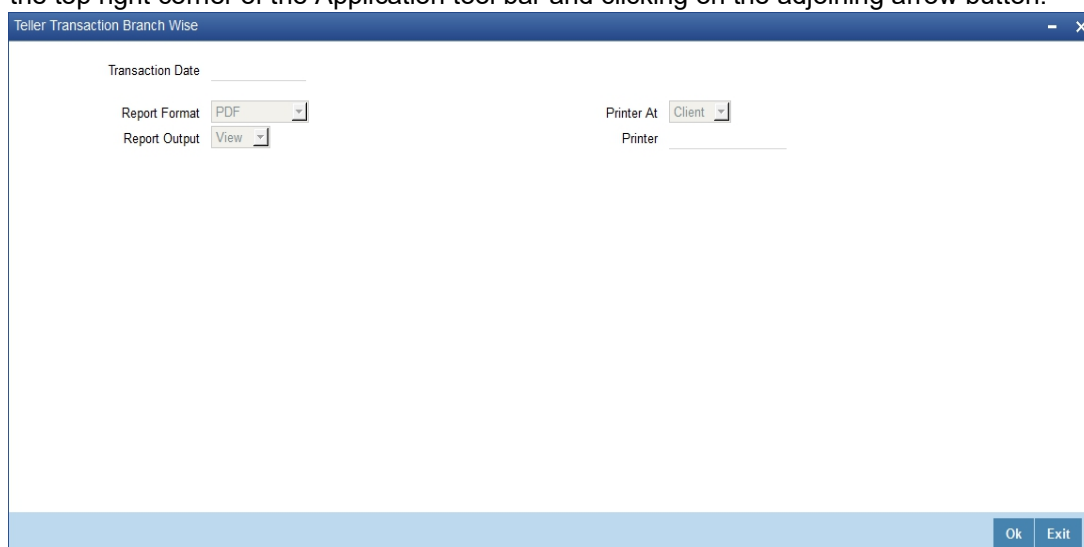 the top right corner of the Application tool bar and clicking on the adjoining arrow button.
Teller Transaction Branch Wise
Transaction Date
Report Format PDF Printer At Client
Report Output View Printer
Ok Exit